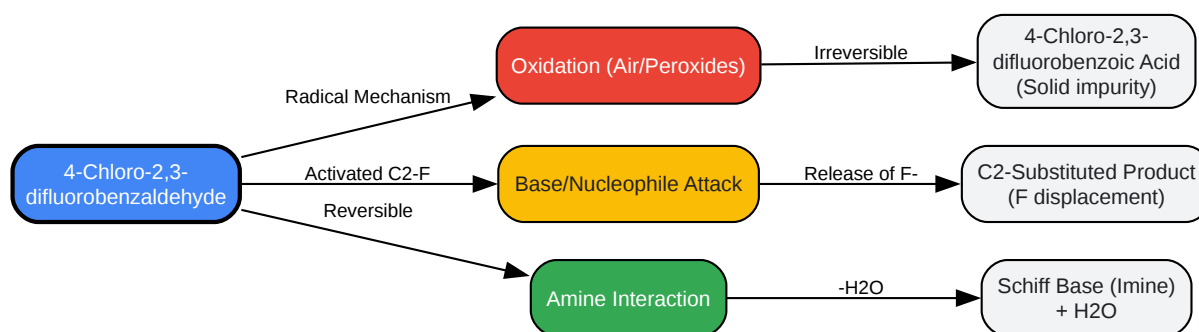 4-Chloro-2,3-
difluorobenzaldehyde
Radical Mechanism
Oxidation (Air/Peroxides)
Irreversible
4-Chloro-2,3-
difluorobenzoic Acid
(Solid impurity)
Activated C2-F
Base/Nucleophile Attack
Release of F-
C2-Substituted Product
(F displacement)
Reversible
Amine Interaction
-H2O
Schiff Base (Imine)
+ H2O